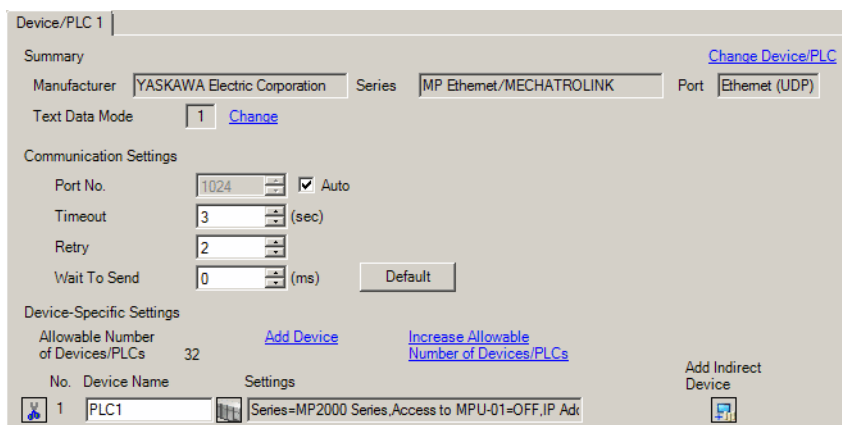 Device/PLC 1
Summary
Change Device/PLC
Manufacturer YASKAWA Electric Corporation Series MP Ethernet/MECHATROLINK Port Ethernet (UDP)
Text Data Mode 1 Change
Communication Settings
Port No. 1024 Auto
Timeout 3 (sec)
Retry 2
Wait To Send 0 (ms) Default
Device-Specific Settings
Allowable Number Add Device Increase Allowable
of Devices/PLCs 32 Number of Devices/PLCs
Add Indirect
No. Device Name Settings Device
1 PLC1 Series=MP2000 Series,Access to MPU-01=OFF,IP Add